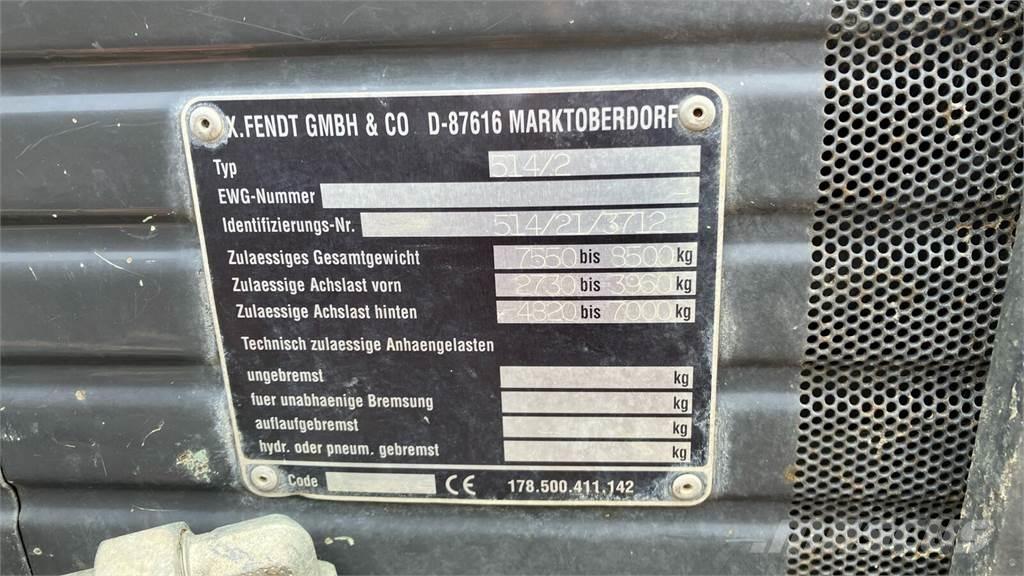 X.FENDT GMBH & CO D-87616 MARKTOBERDORF
Typ 514/2
EWG-Nummer -
Identifizierungs-Nr. 514/21/3712
Zulaessiges Gesamtgewicht 7550 bis 8500 kg
Zulaessige Achslast vorn 2730 bis 3960 kg
Zulaessige Achslast hinten 4820 bis 7000 kg
Technisch zulaessige Anhaengelasten
ungebremst kg
fuer unabhaenige Bremsung kg
auflaufgebremst kg
hydr. oder pneum. gebremst kg
Code CE 178.500.411.142